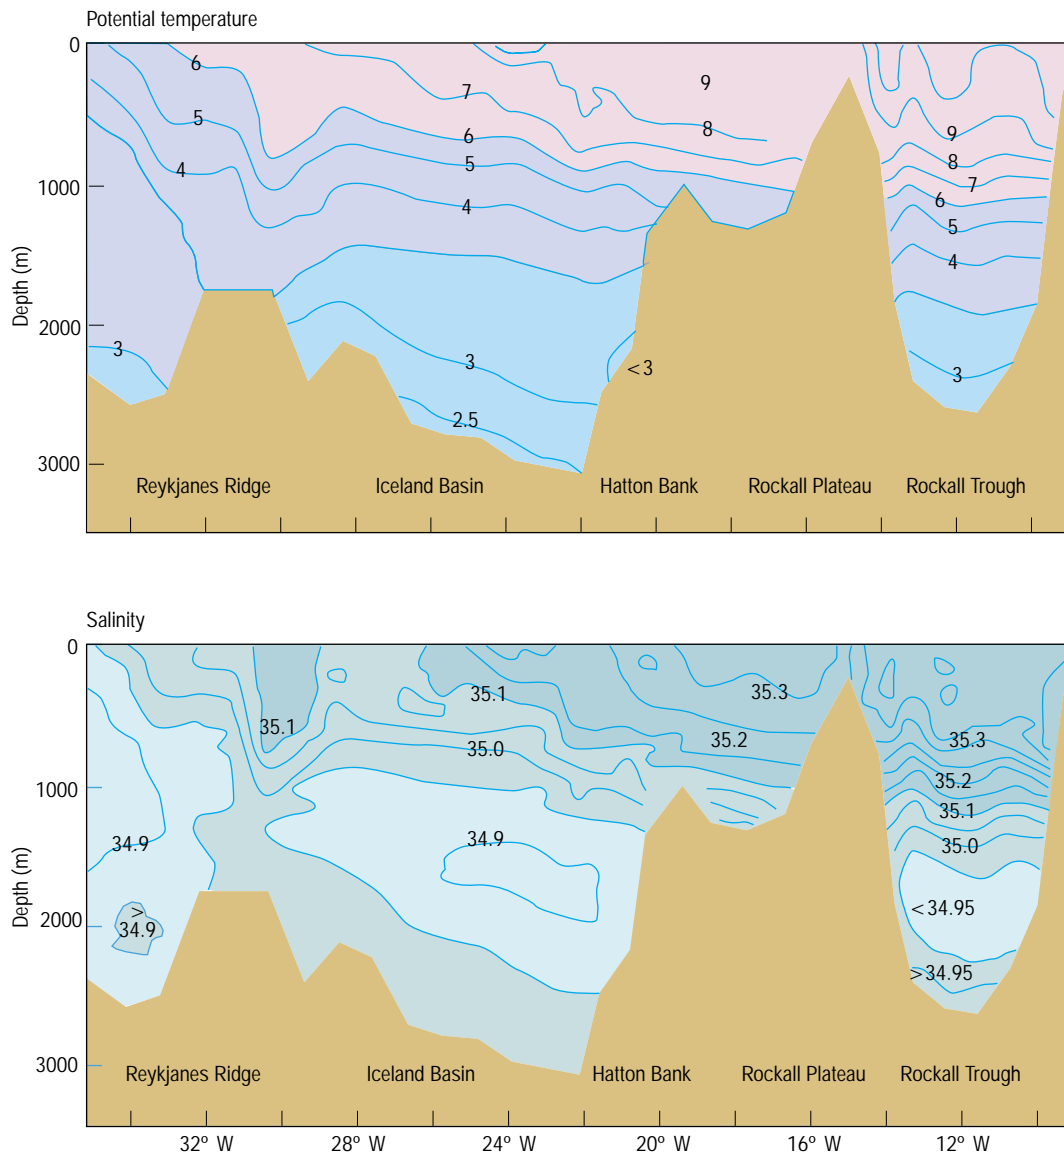 Potential temperature
0
1000
2000
3000
Depth (m)
6
5
4
3
7
6
5
4
3
2.5
9
8
<3
9
8
7
6
5
4
3
Reykjanes Ridge
Iceland Basin
Hatton Bank
Rockall Plateau
Rockall Trough
Salinity
0
1000
2000
3000
Depth (m)
34.9
>
34.9
35.1
35.1
35.0
34.9
35.3
35.2
35.3
35.2
35.1
35.0
<34.95
>34.95
Reykjanes Ridge
Iceland Basin
Hatton Bank
Rockall Plateau
Rockall Trough
32° W
28° W
24° W
20° W
16° W
12° W